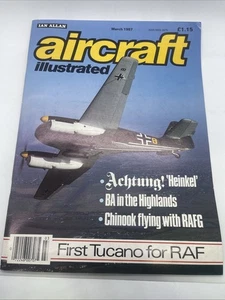 IAN ALLAN
March 1987
£1.15
aircraft
illustrated
• Achtung! 'Heinkel'
• BA in the Highlands
• Chinook flying with RAFG
First Tucano for RAF